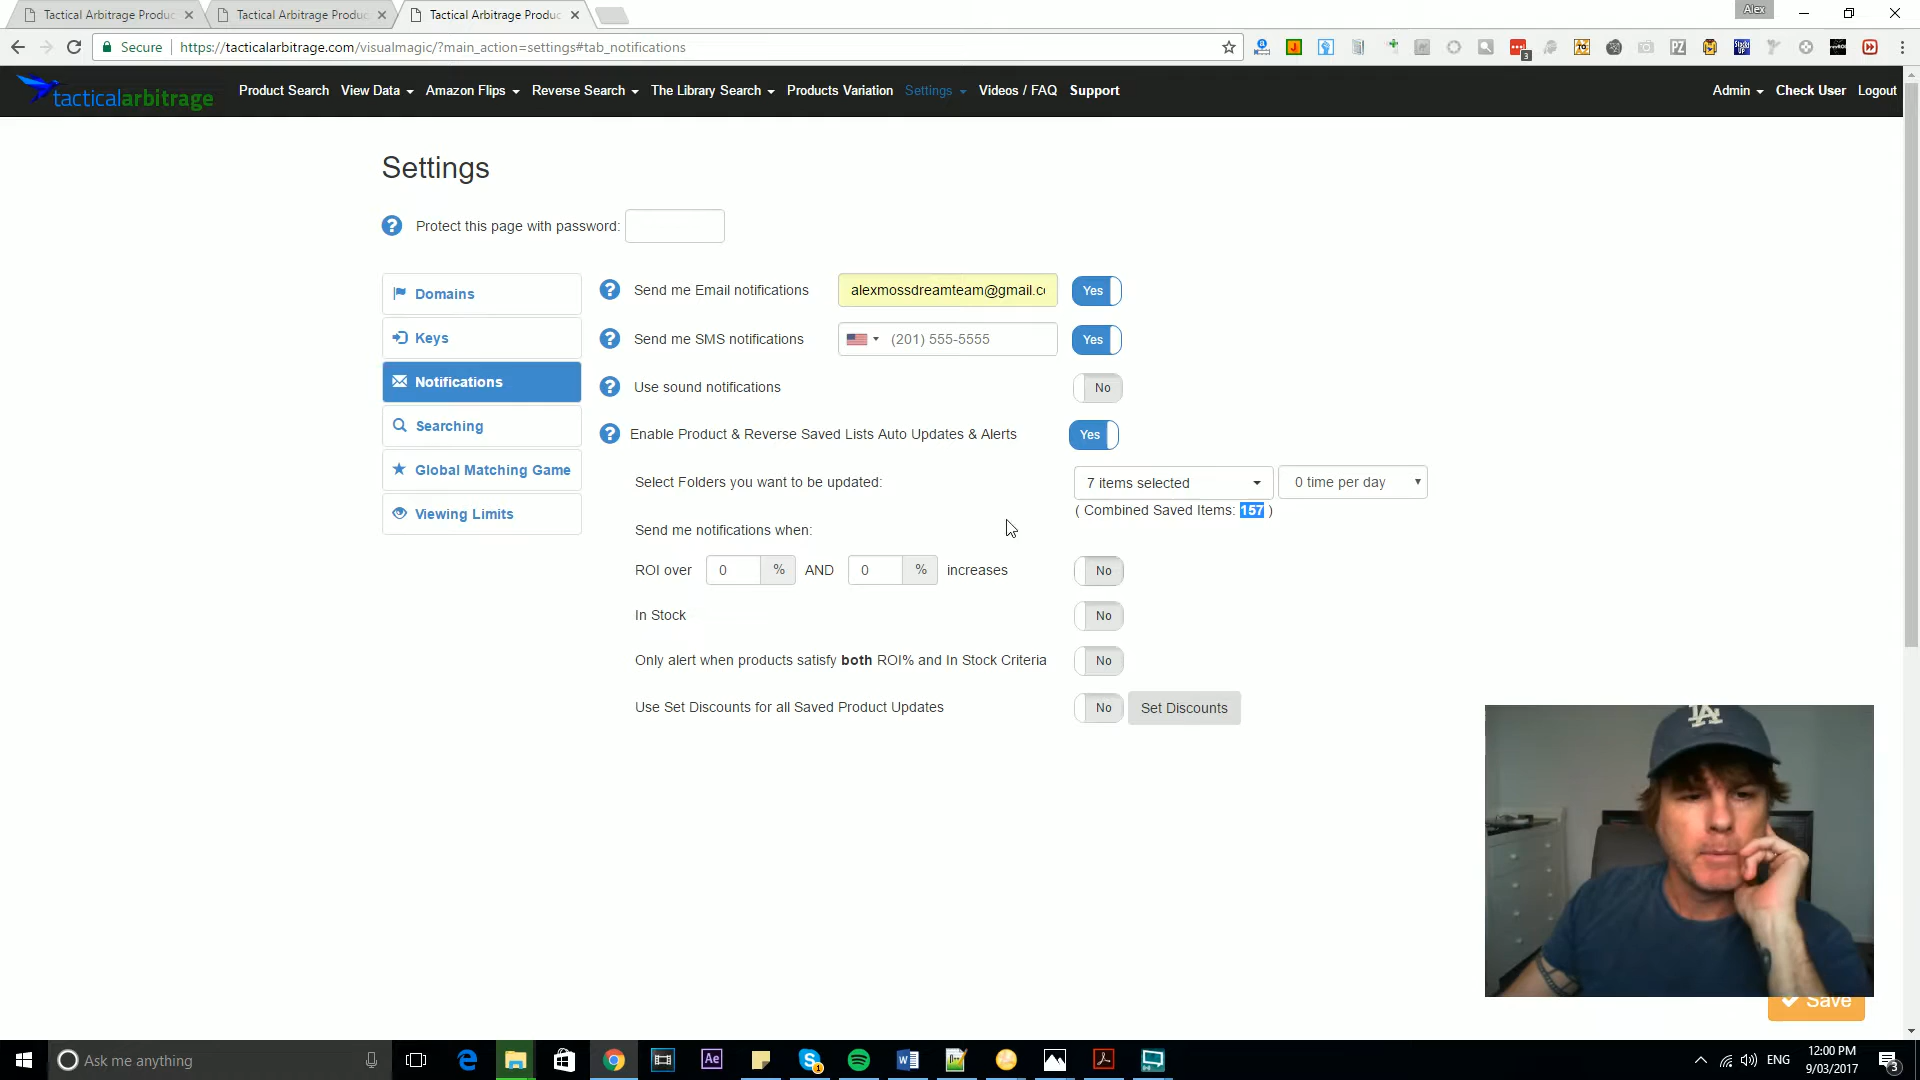 Tactical Arbitrage Produc
Tactical Arbitrage Produc
Tactical Arbitrage Produc
Alex
Secure
https://tacticalarbitrage.com/visualmagic/?main_action=settings#tab_notifications
tacticalarbitrage
Product Search
View Data
Amazon Flips
Reverse Search
The Library Search
Products Variation
Settings
Videos / FAQ
Support
Admin
Check User
Logout
Settings
Protect this page with password:
Domains
Keys
Notifications
Searching
Global Matching Game
Viewing Limits
Send me Email notifications
alexmossdreamteam@gmail.c
Yes
Send me SMS notifications
(201) 555-5555
Yes
Use sound notifications
No
Enable Product & Reverse Saved Lists Auto Updates & Alerts
Yes
Select Folders you want to be updated:
7 items selected
0 time per day
( Combined Saved Items: 157 )
Send me notifications when:
ROI over 0 % AND 0 % increases
No
In Stock
No
Only alert when products satisfy both ROI% and In Stock Criteria
No
Use Set Discounts for all Saved Product Updates
No
Set Discounts
LA
Save
Ask me anything
Ae
ENG
12:00 PM
9/03/2017
3